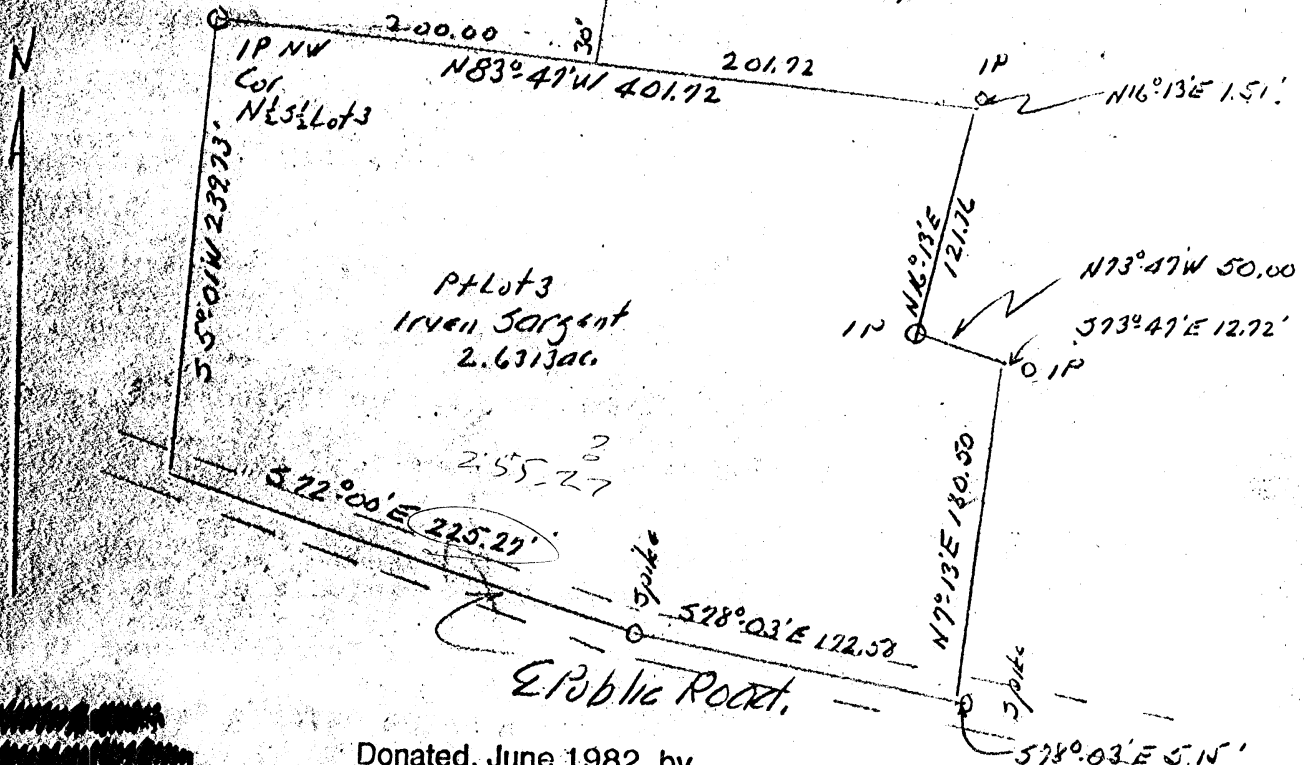 N
200.00
30'
201.72
IP NW
Cor
N½S½Lot3
N83°47'W 401.72
IP
N16°13'E 1.51'
S5°01'W 239.73'
N16°13'E
121.76
N73°47'W 50.00
S73°47'E 12.72'
IP
IP
Pt Lot 3
Irven Sargent
2.6313ac.
255.27
?
S72°00'E 225.27'
Spike
S78°03'E 172.58
N7°13'E 180.50
Spike
℄ Public Road.
S78°03'E 5.15'
Donated, June 1982, by